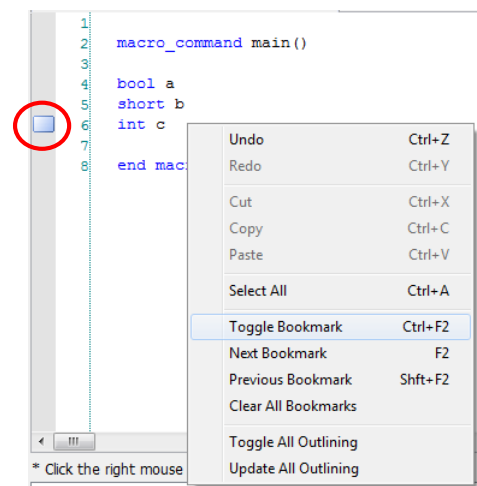 1
2 macro_command main()
3
4 bool a
5 short b
6 int c
7
8 end mac
Undo Ctrl+Z
Redo Ctrl+Y
Cut Ctrl+X
Copy Ctrl+C
Paste Ctrl+V
Select All Ctrl+A
Toggle Bookmark Ctrl+F2
Next Bookmark F2
Previous Bookmark Shft+F2
Clear All Bookmarks
Toggle All Outlining
Update All Outlining
* Click the right mouse